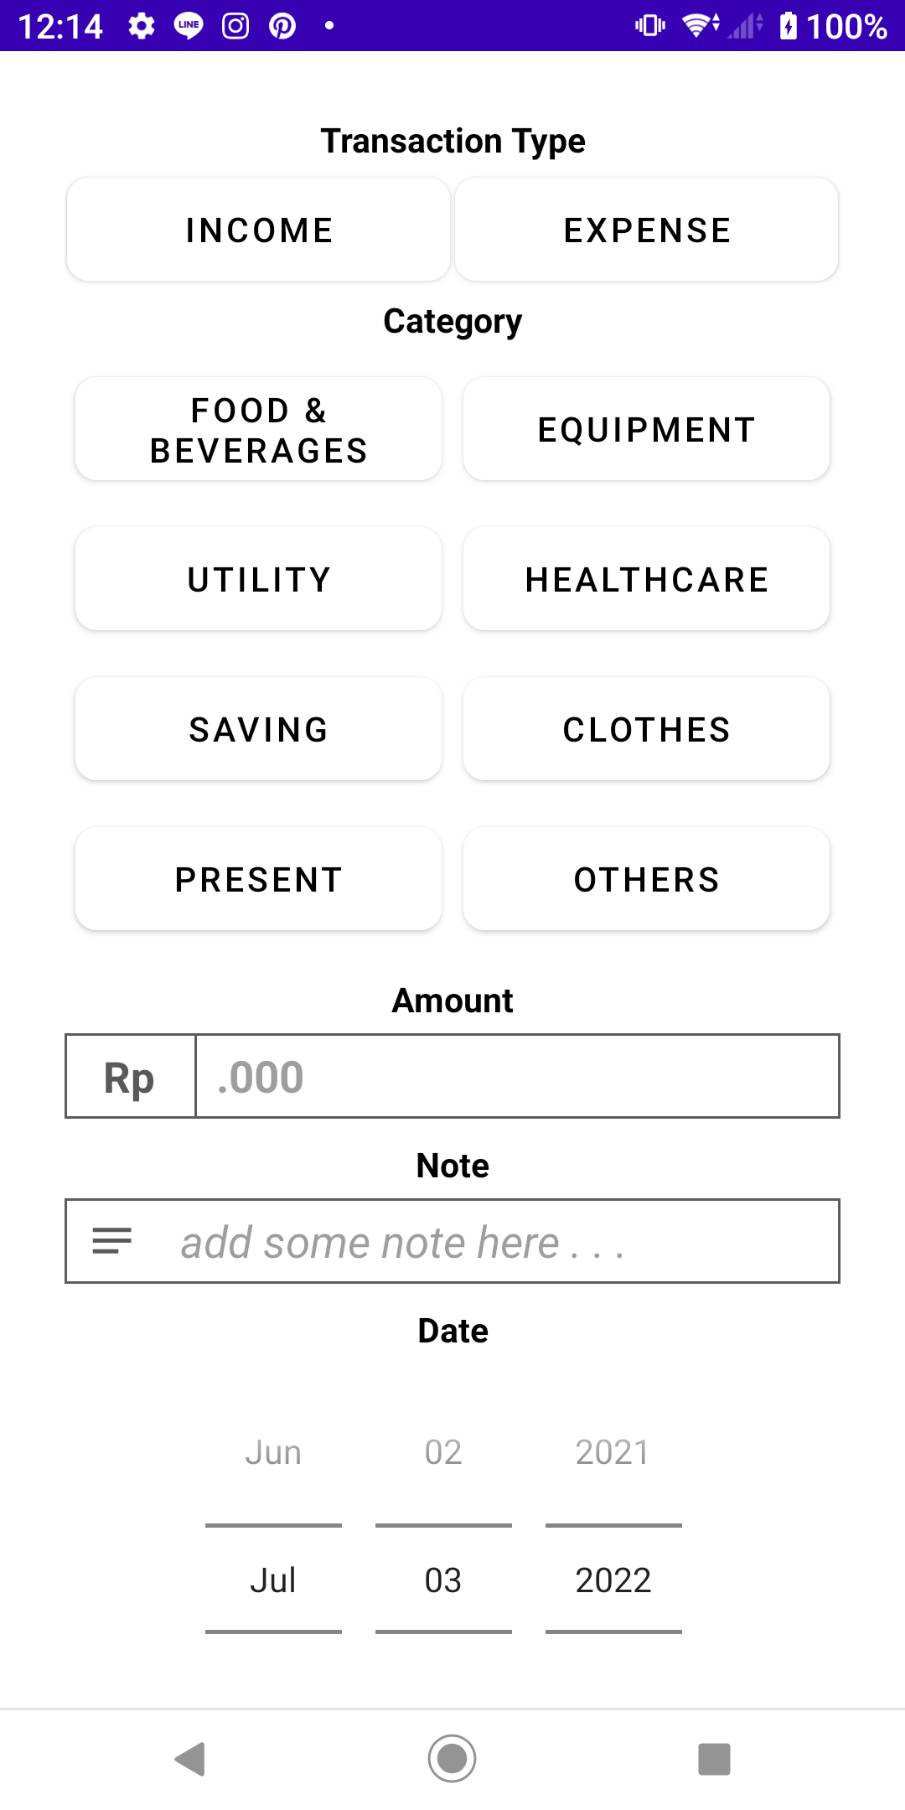 12:14 LINE 100%
Transaction Type
INCOME EXPENSE
Category
FOOD &
BEVERAGES
EQUIPMENT
UTILITY HEALTHCARE
SAVING CLOTHES
PRESENT OTHERS
Amount
Rp .000
Note
add some note here . . .
Date
Jun 02 2021
Jul 03 2022